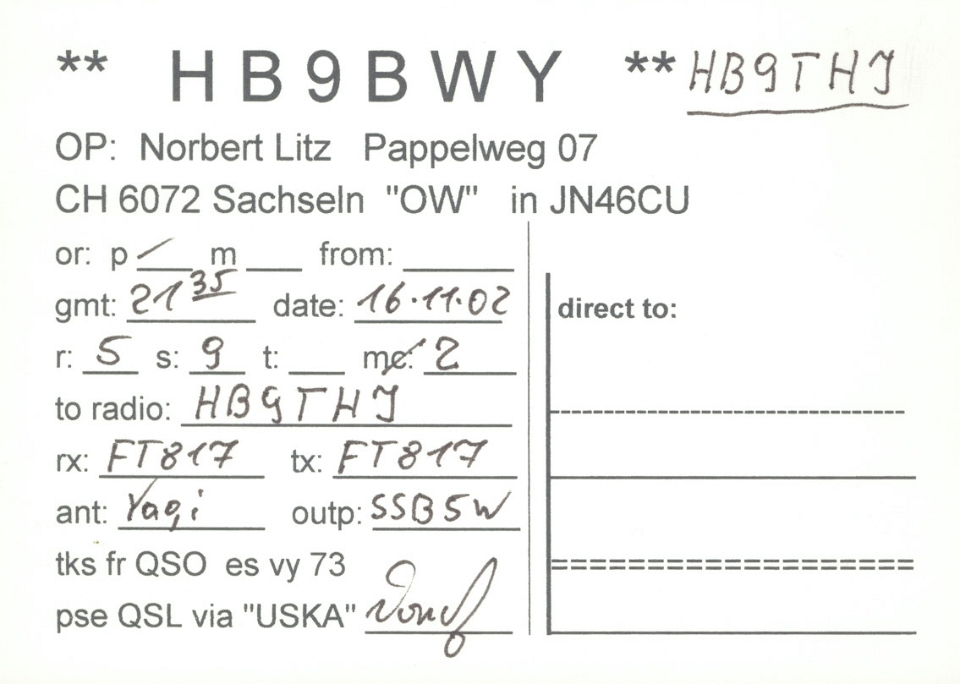 ** HB9BWY ** HB9THJ
OP: Norbert Litz Pappelweg 07
CH 6072 Sachseln "OW" in JN46CU
or: p / m from:
gmt: 21 35 date: 16.11.02
direct to:
r: 5 s: 9 t: mc: 2
to radio: HB9THJ
rx: FT817 tx: FT817
ant: Yagi outp: SSB 5W
tks fr QSO es vy 73
pse QSL via "USKA"